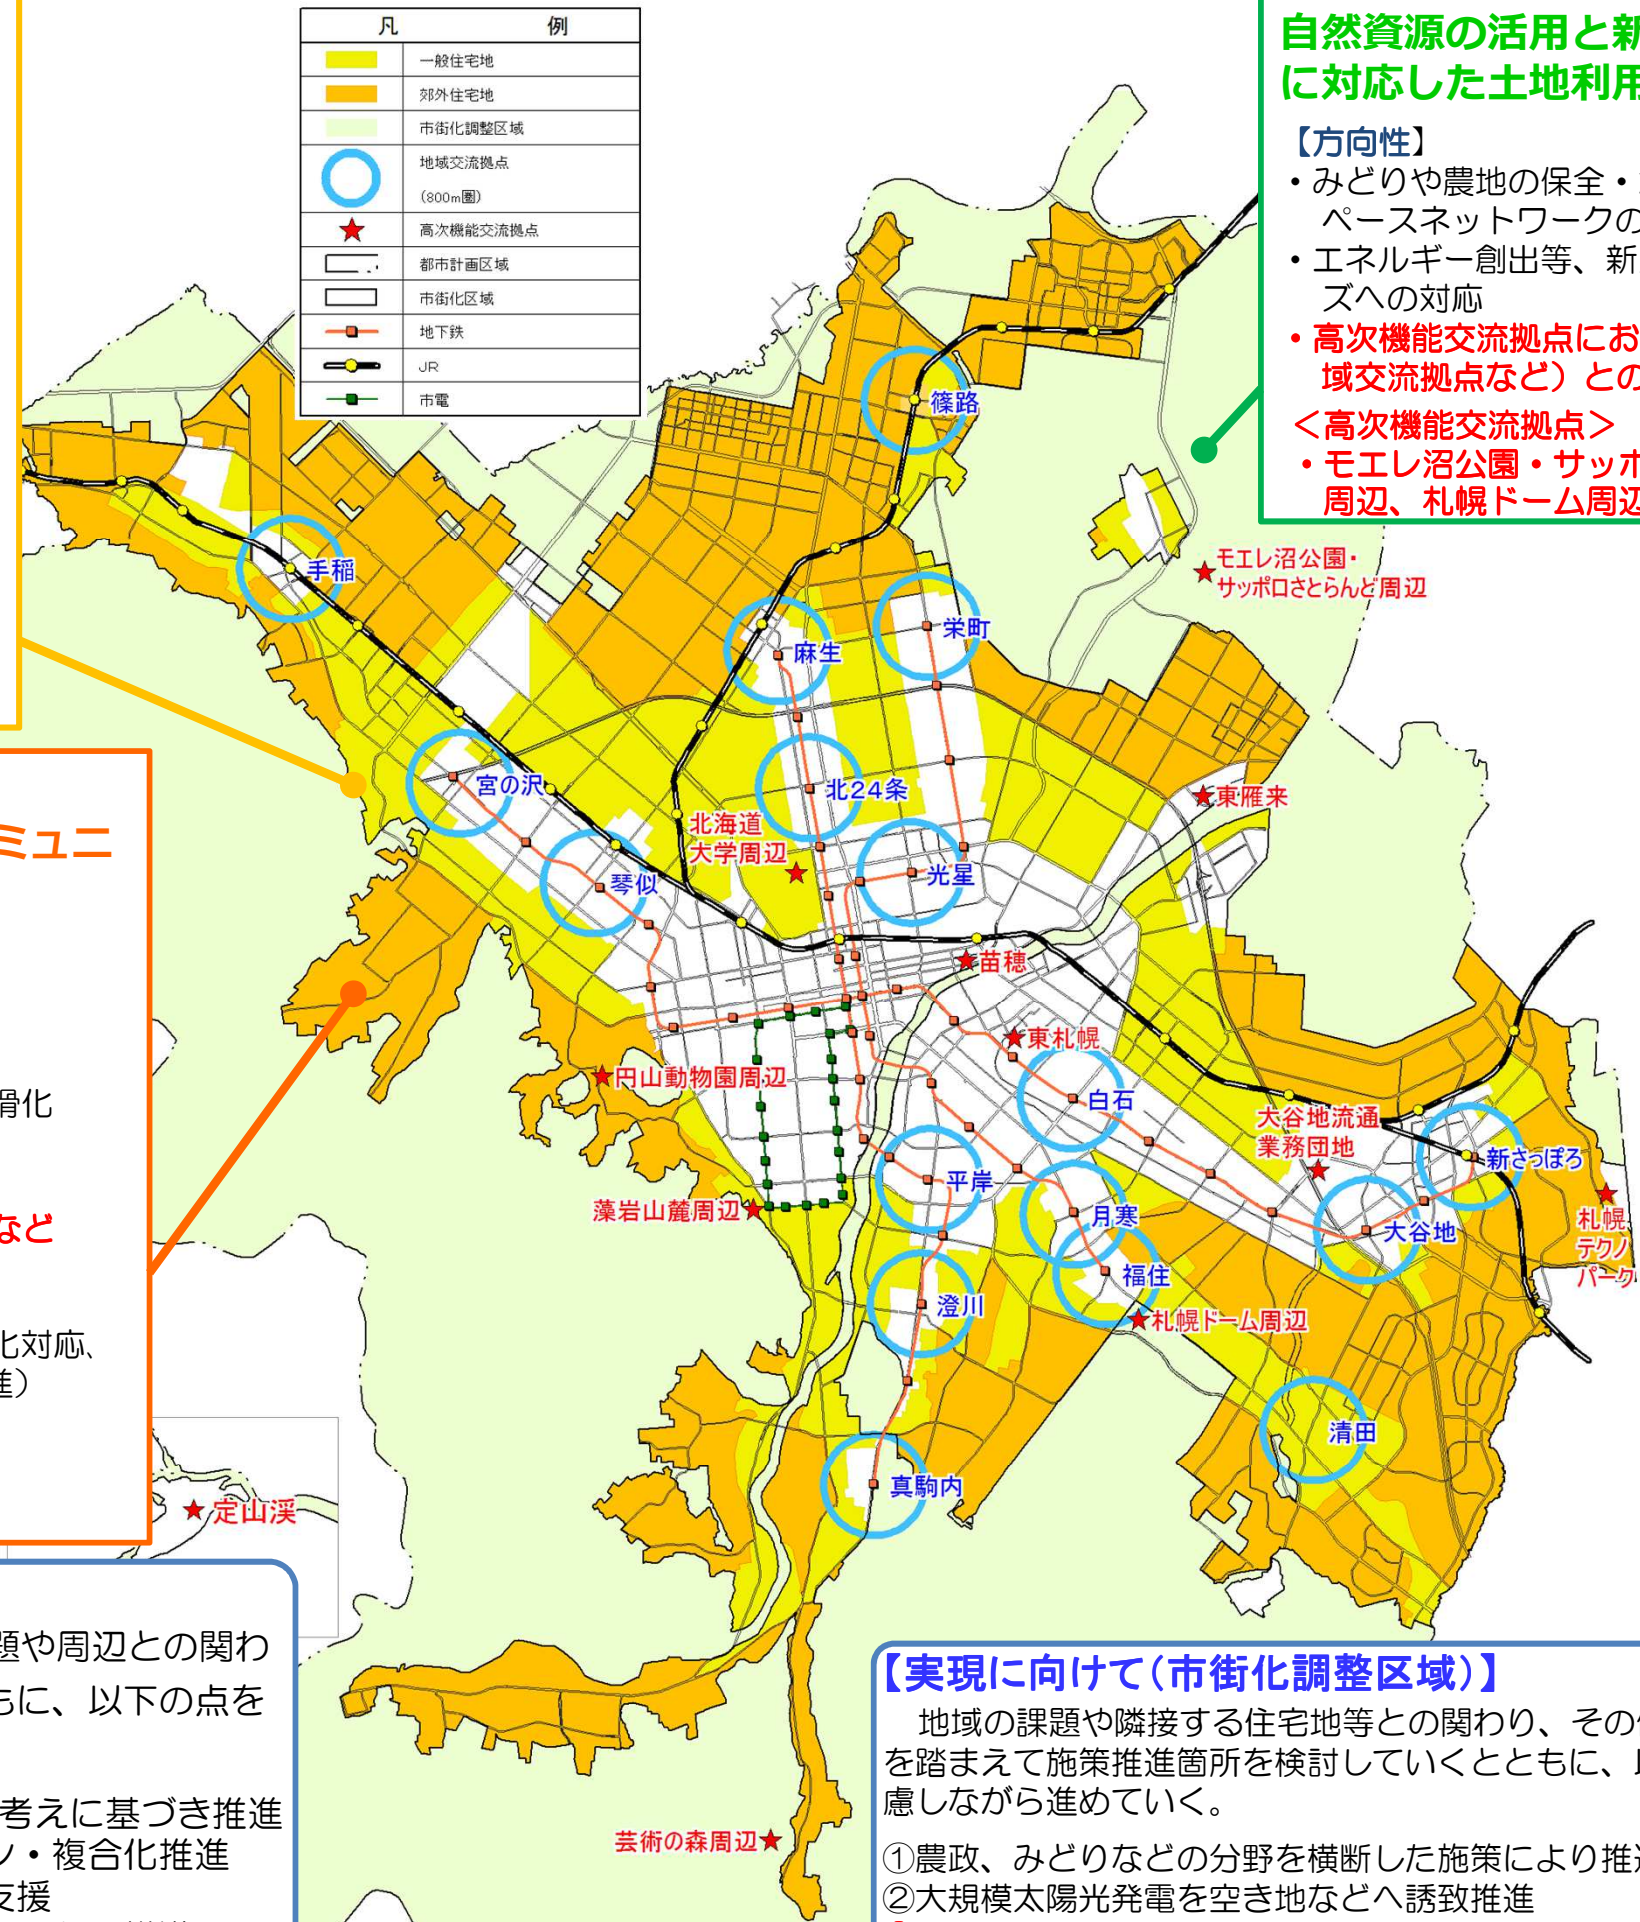 凡 例
一般住宅地
郊外住宅地
市街化調整区域
地域交流拠点
(800m圏)
高次機能交流拠点
都市計画区域
市街化区域
地下鉄
JR
市電
自然資源の活用と新
に対応した土地利用
【方向性】
・みどりや農地の保全・
ペースネットワークの
・エネルギー創出等、新
ズへの対応
・高次機能交流拠点にお
域交流拠点など）との
＜高次機能交流拠点＞
・モエレ沼公園・サッポ
周辺、札幌ドーム周辺
篠路
モエレ沼公園・
サッポロさとらんど周辺
手稲
栄町
麻生
宮の沢
北24条
東雁来
北海道
大学周辺
光星
琴似
苗穂
東札幌
円山動物園周辺
白石
大谷地流通
業務団地
新さっぽろ
平岸
藻岩山麓周辺
月寒
大谷地
札幌
テクノ
パーク
福住
澄川
札幌ドーム周辺
清田
真駒内
定山渓
芸術の森周辺
ミュニ
滑化
など
化対応、
進）
題や周辺との関わ
もに、以下の点を
考えに基づき推進
ン・複合化推進
支援
【実現に向けて（市街化調整区域）】
地域の課題や隣接する住宅地等との関わり、その
を踏まえて施策推進箇所を検討していくとともに、
慮しながら進めていく。
①農政、みどりなどの分野を横断した施策により推進
②大規模太陽光発電を空き地などへ誘致推進